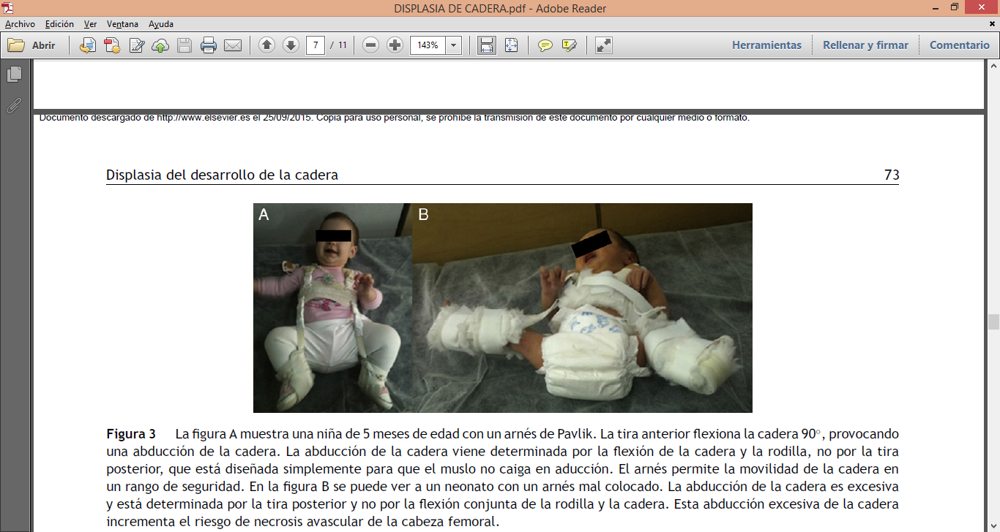 DISPLASIA DE CADERA.pdf - Adobe Reader
Archivo Edición Ver Ventana Ayuda
Abrir 7 / 11 143% Herramientas Rellenar y firmar Comentario
Documento descargado de http://www.elsevier.es el 25/09/2015. Copia para uso personal, se prohíbe la transmisión de este documento por cualquier medio o formato.
Displasia del desarrollo de la cadera 73
A B
Figura 3 La figura A muestra una niña de 5 meses de edad con un arnés de Pavlik. La tira anterior flexiona la cadera 90°, provocando
una abducción de la cadera. La abducción de la cadera viene determinada por la flexión de la cadera y la rodilla, no por la tira
posterior, que está diseñada simplemente para que el muslo no caiga en aducción. El arnés permite la movilidad de la cadera en
un rango de seguridad. En la figura B se puede ver a un neonato con un arnés mal colocado. La abducción de la cadera es excesiva
y está determinada por la tira posterior y no por la flexión conjunta de la rodilla y la cadera. Esta abducción excesiva de la cadera
incrementa el riesgo de necrosis avascular de la cabeza femoral.